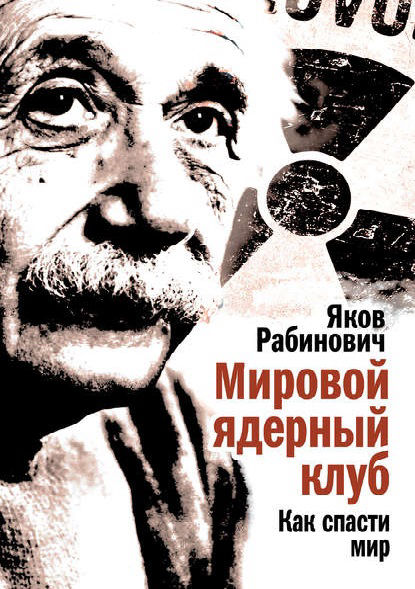 Яков
Рабинович
Мировой
ядерный
клуб
Как спасти
мир